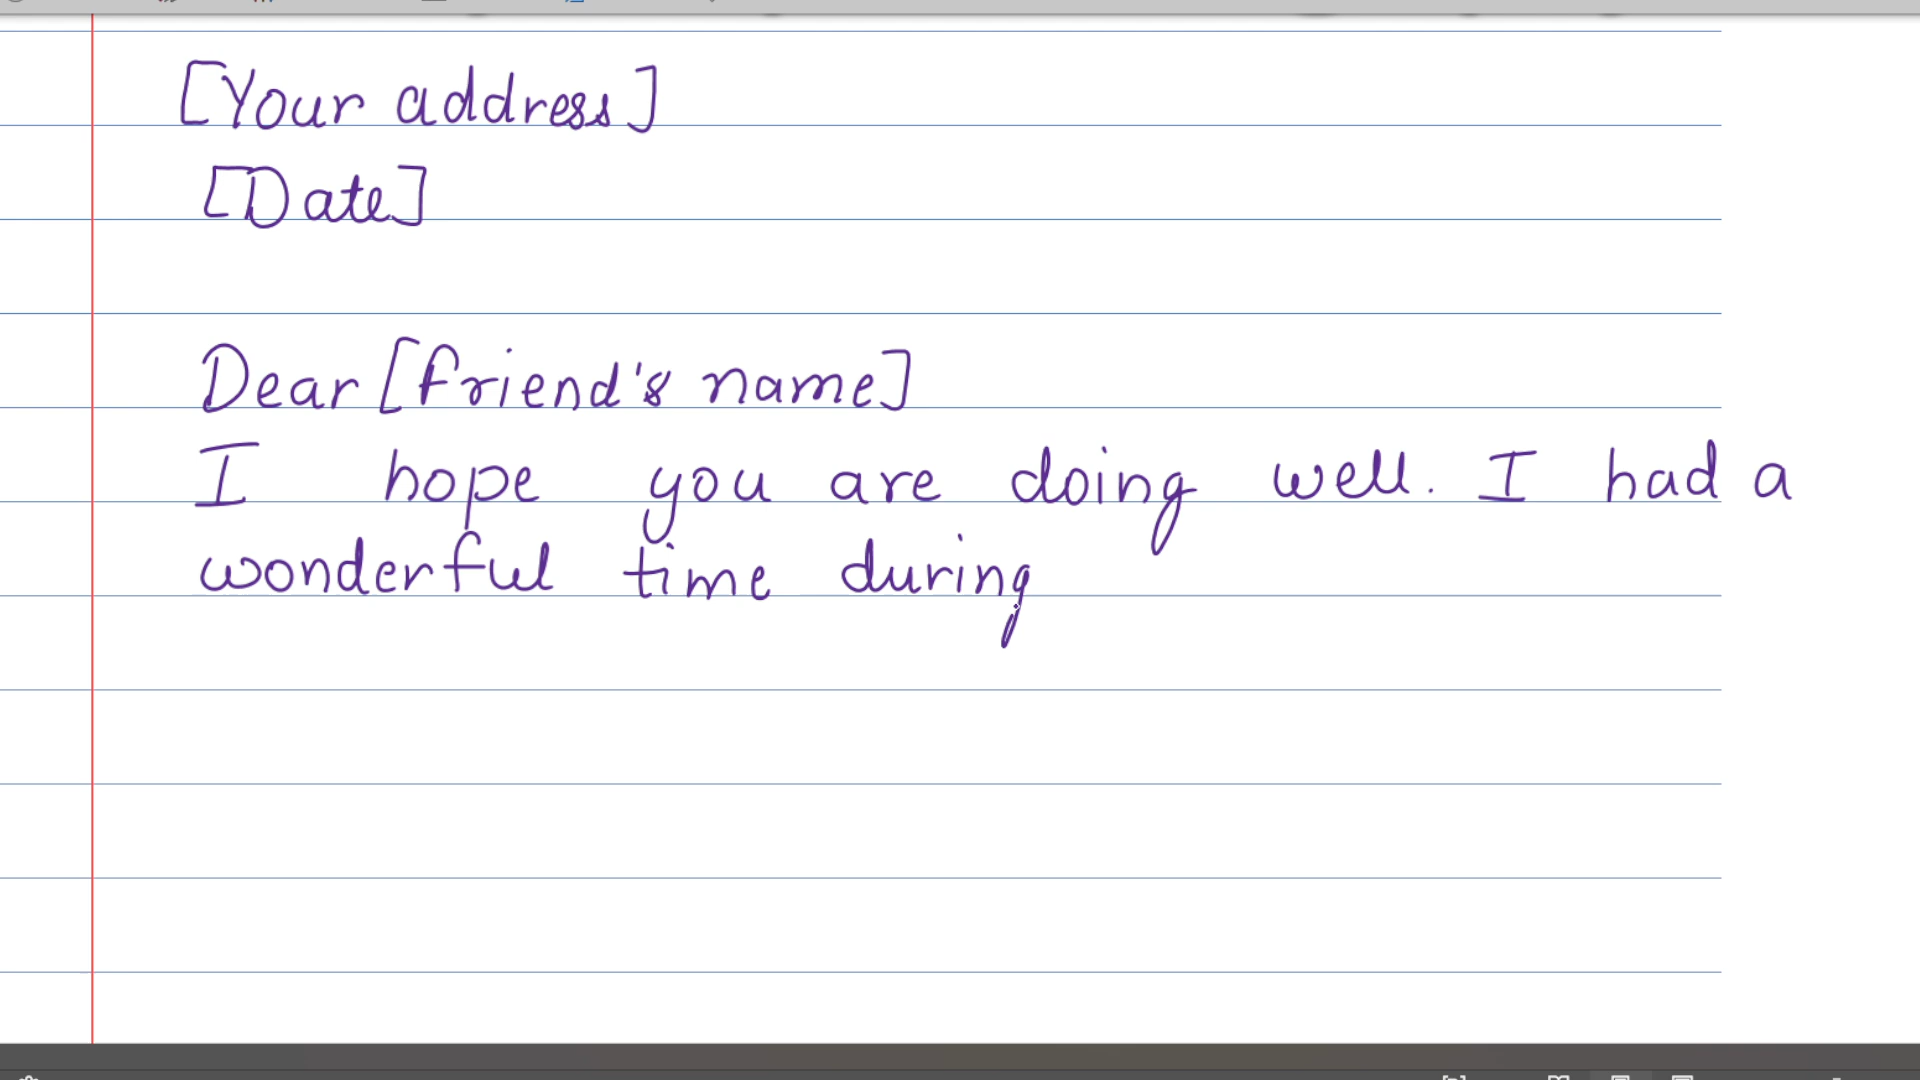 [Your address]
[Date]
Dear [friend's name]
I hope you are doing well. I had a
wonderful time during